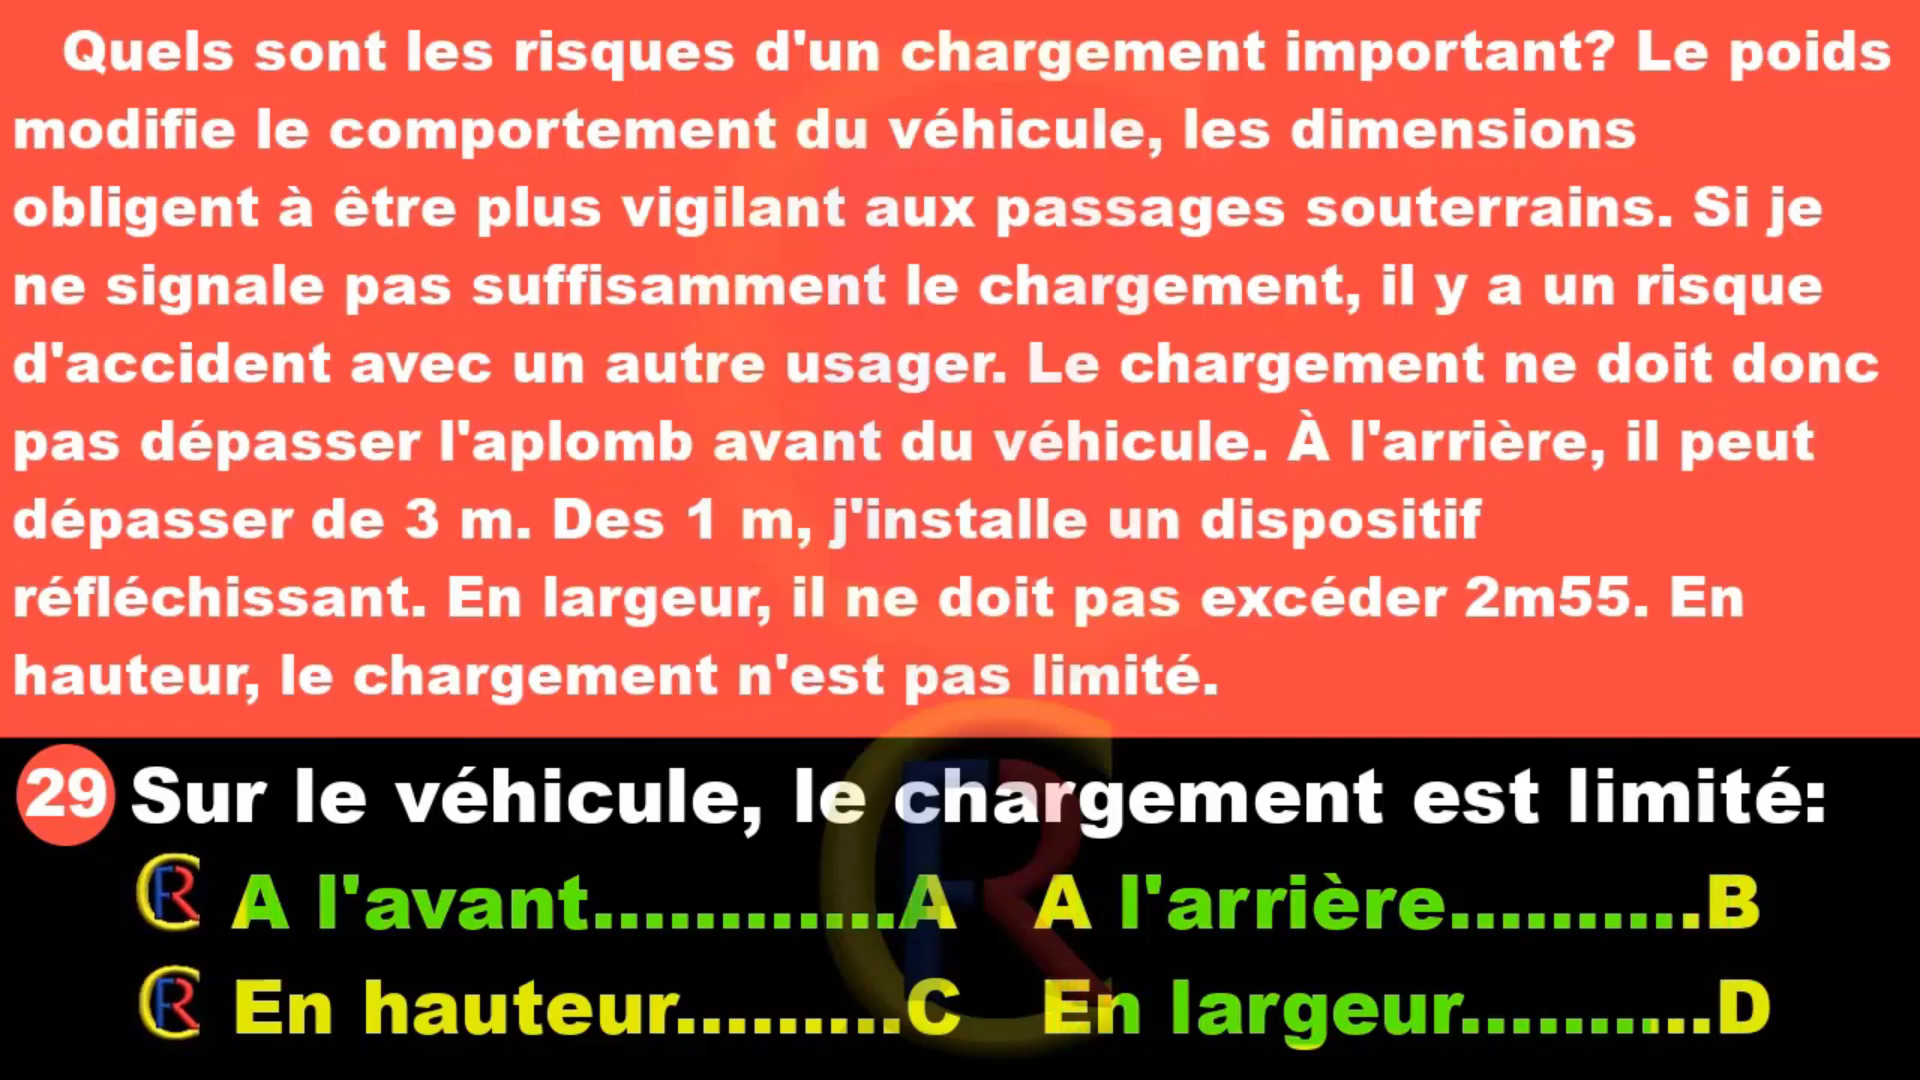 Quels sont les risques d'un chargement important? Le poids
modifie le comportement du véhicule, les dimensions
obligent à être plus vigilant aux passages souterrains. Si je
ne signale pas suffisamment le chargement, il y a un risque
d'accident avec un autre usager. Le chargement ne doit donc
pas dépasser l'aplomb avant du véhicule. À l'arrière, il peut
dépasser de 3 m. Des 1 m, j'installe un dispositif
réfléchissant. En largeur, il ne doit pas excéder 2m55. En
hauteur, le chargement n'est pas limité.
29 Sur le véhicule, le chargement est limité:
A l'avant............A A l'arrière..........B
En hauteur.........C En largeur...........D